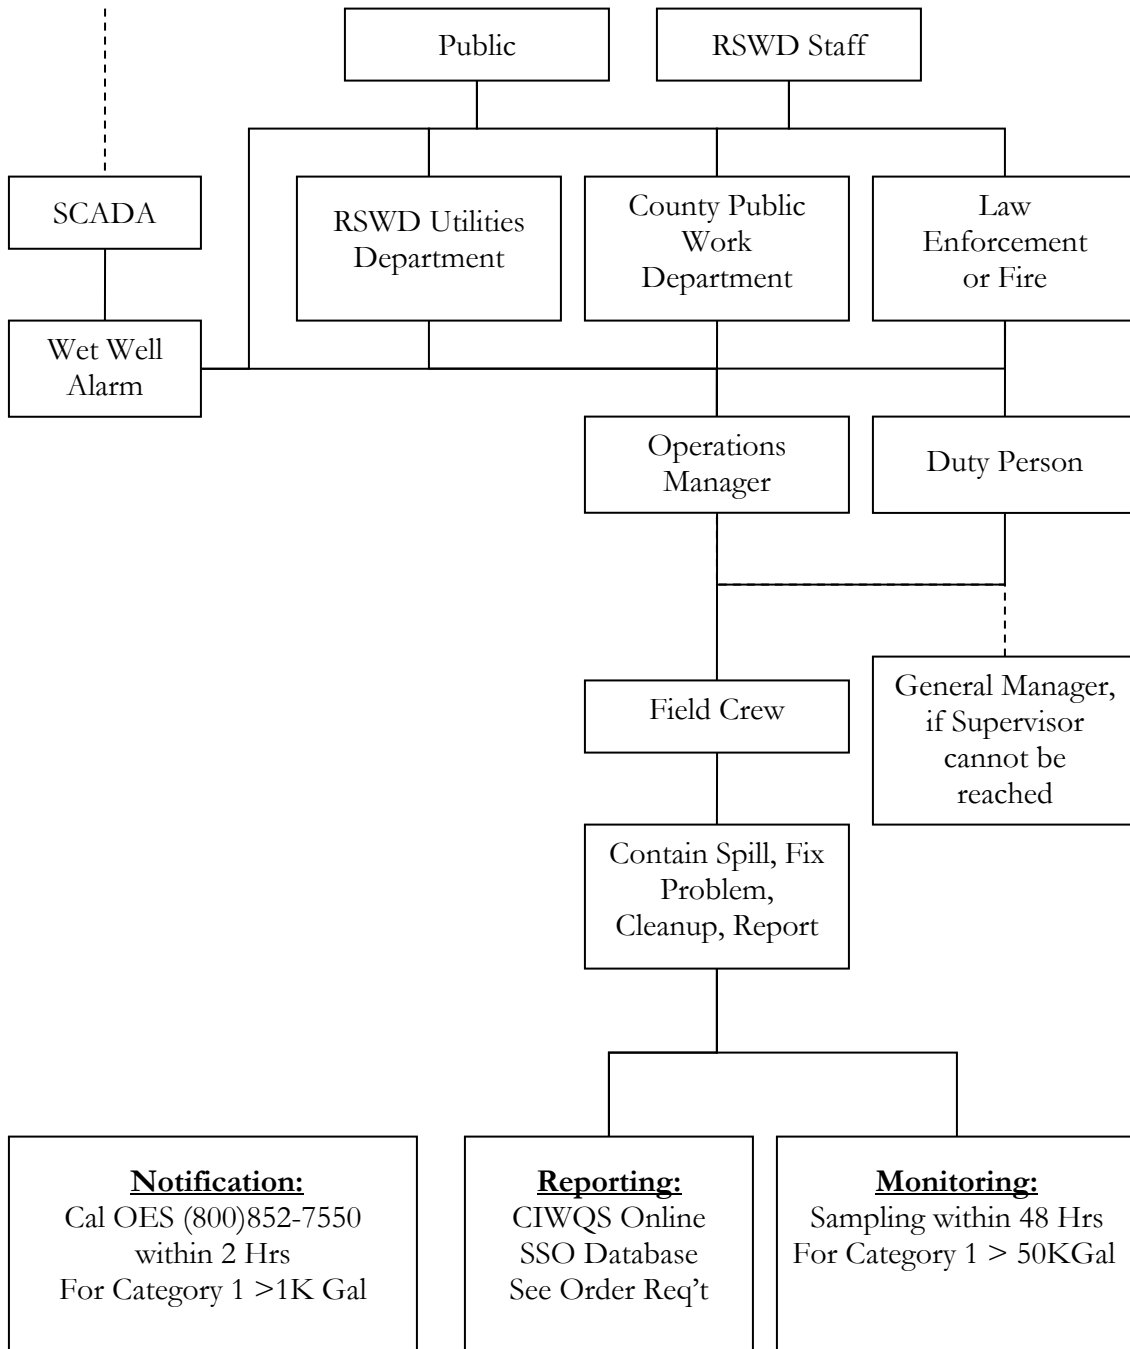 Public
RSWD Staff
SCADA
RSWD Utilities
Department
County Public
Work
Department
Law
Enforcement
or Fire
Wet Well
Alarm
Operations
Manager
Duty Person
Field Crew
General Manager,
if Supervisor
cannot be
reached
Contain Spill, Fix
Problem,
Cleanup, Report
Notification:
Cal OES (800)852-7550
within 2 Hrs
For Category 1 >1K Gal
Reporting:
CIWQS Online
SSO Database
See Order Req’t
Monitoring:
Sampling within 48 Hrs
For Category 1 > 50KGal